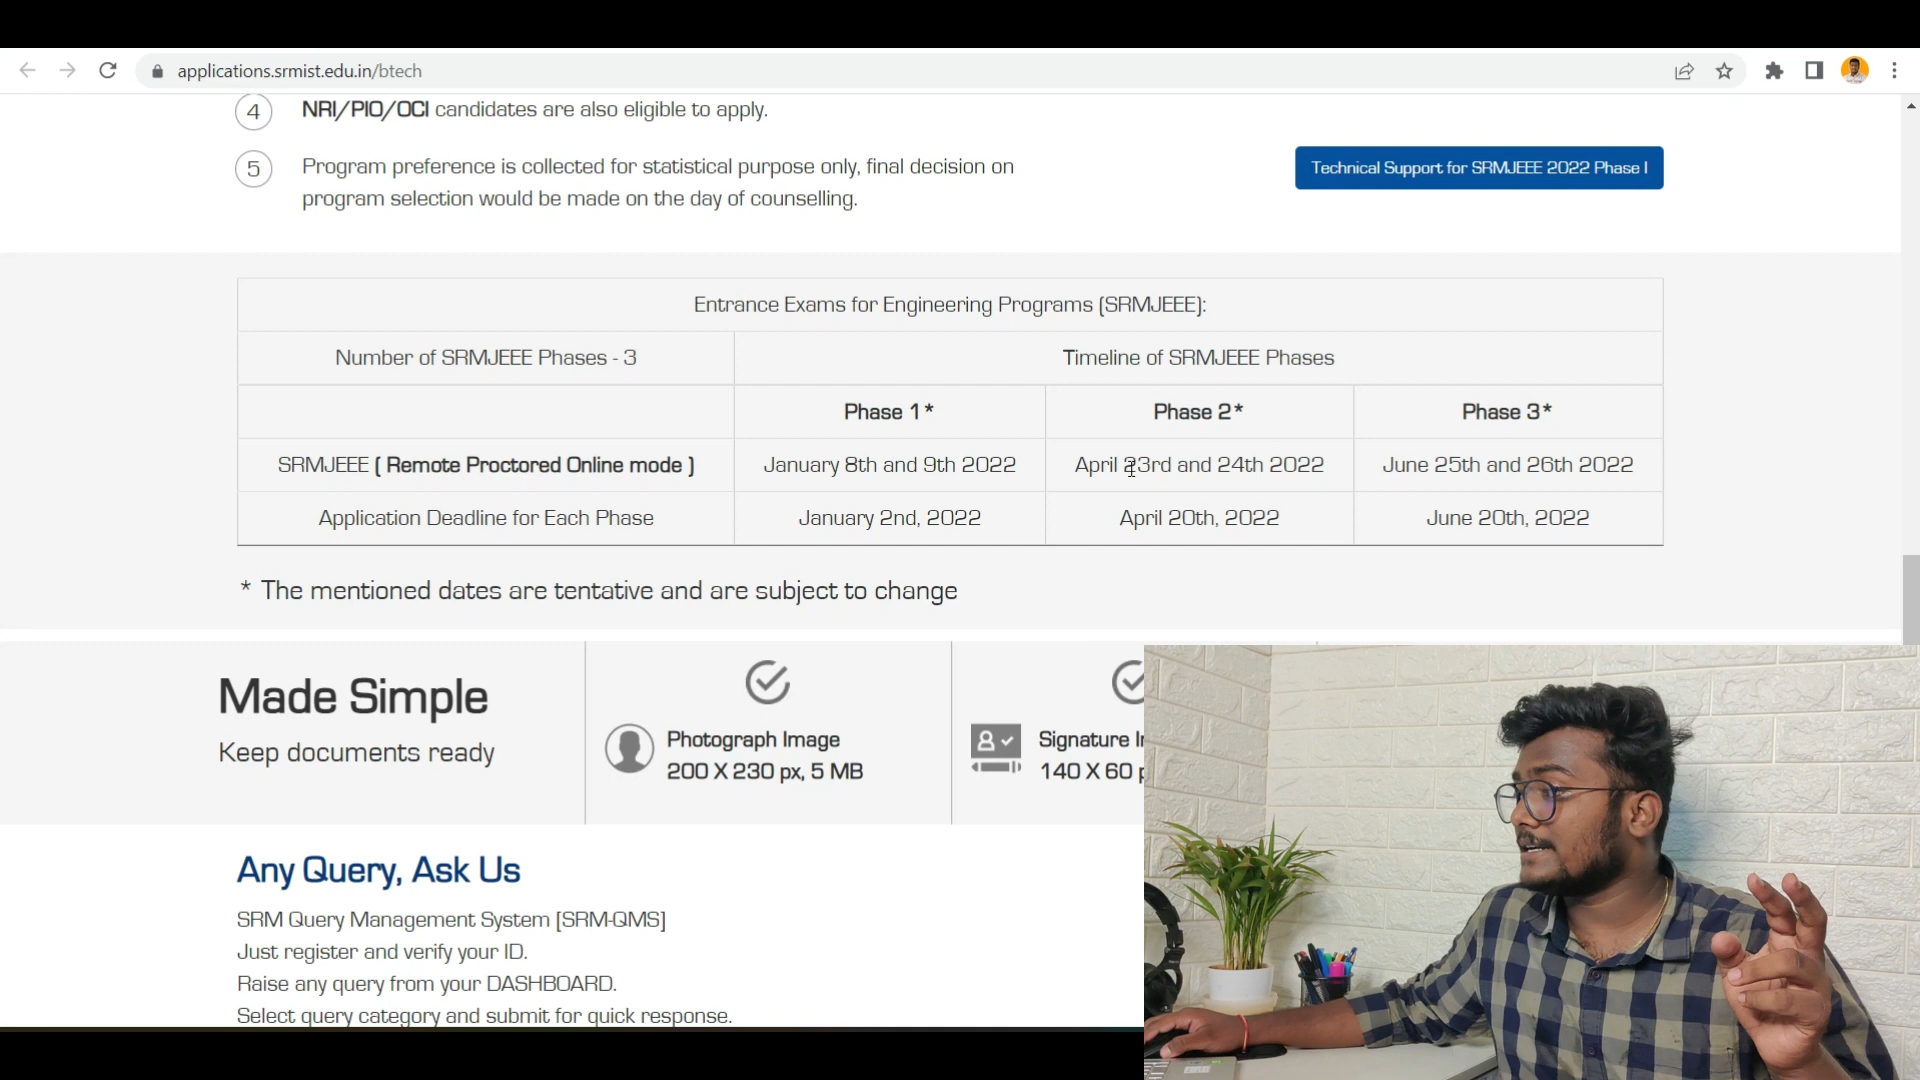 applications.srmist.edu.in/btech
4 NRI/PIO/OCI candidates are also eligible to apply.
5 Program preference is collected for statistical purpose only, final decision on
program selection would be made on the day of counselling.
Technical Support for SRMJEEE 2022 Phase I
Entrance Exams for Engineering Programs (SRMJEEE):
Number of SRMJEEE Phases - 3 Timeline of SRMJEEE Phases
Phase 1* Phase 2* Phase 3*
SRMJEEE ( Remote Proctored Online mode ) January 8th and 9th 2022 April 23rd and 24th 2022 June 25th and 26th 2022
Application Deadline for Each Phase January 2nd, 2022 April 20th, 2022 June 20th, 2022
* The mentioned dates are tentative and are subject to change
Made Simple
Keep documents ready
Photograph Image
200 X 230 px, 5 MB
Signature
140 X 60
Any Query, Ask Us
SRM Query Management System [SRM-QMS]
Just register and verify your ID.
Raise any query from your DASHBOARD.
Select query category and submit for quick response.